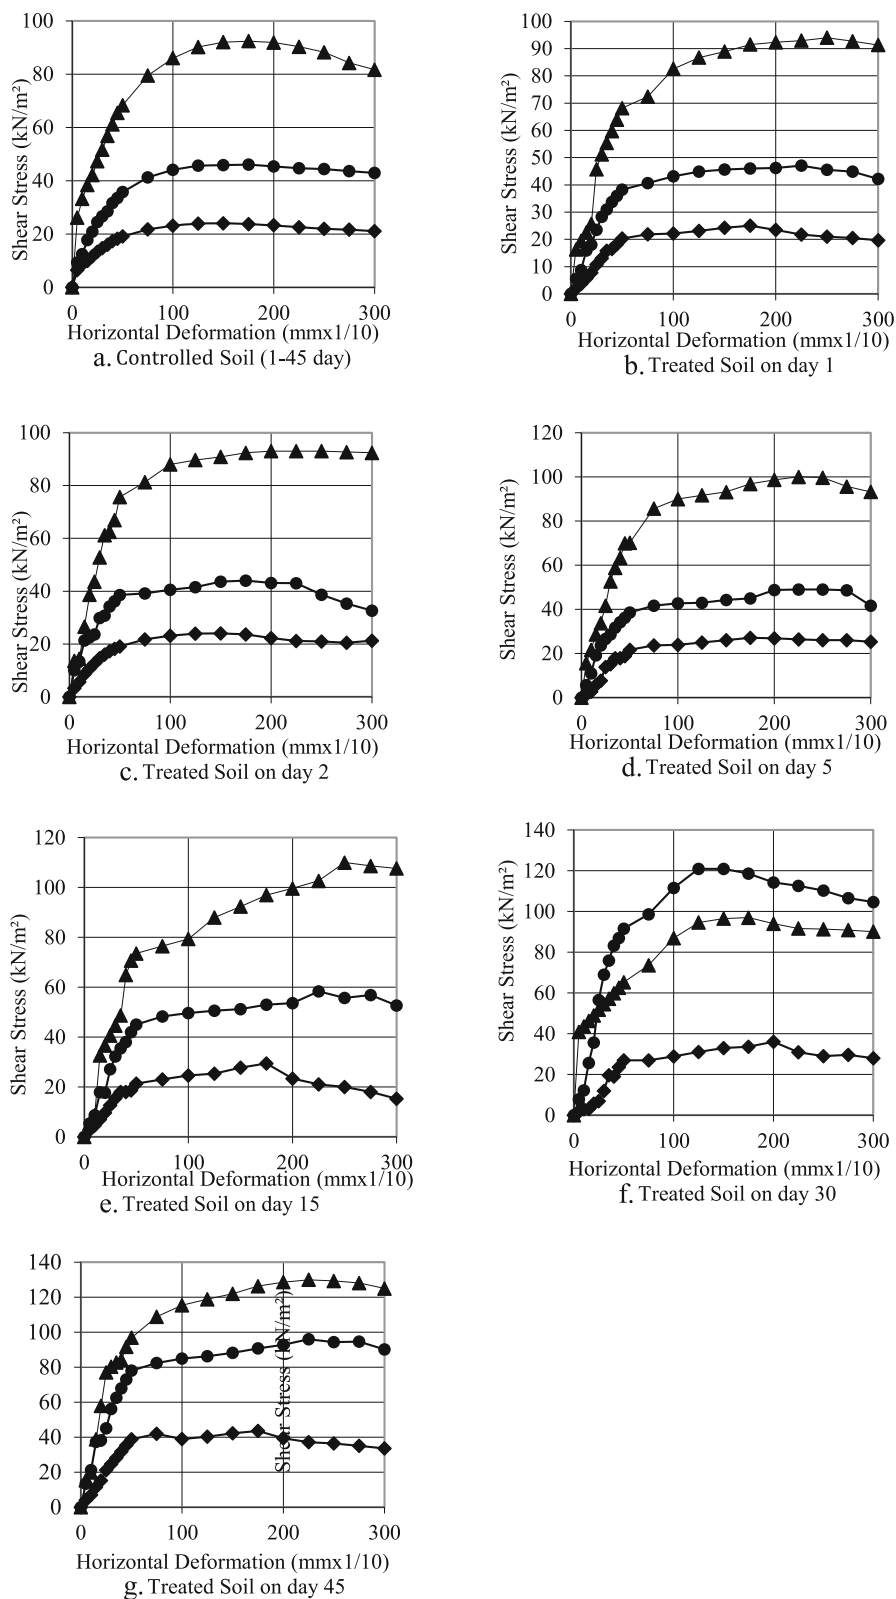 100
80
60
40
20
0
Shear Stress (kN/m²)
0 100 200 300
Horizontal Deformation (mmx1/10)
a. Controlled Soil (1-45 day)
100
90
80
70
60
50
40
30
20
10
0
Shear Stress (kN/m²)
0 100 200 300
Horizontal Deformation (mmx1/10)
b. Treated Soil on day 1
100
80
60
40
20
0
Shear Stress (kN/m²)
0 100 200 300
Horizontal Deformation (mmx1/10)
c. Treated Soil on day 2
120
100
80
60
40
20
0
Shear Stress (kN/m²)
0 100 200 300
Horizontal Deformation (mmx1/10)
d. Treated Soil on day 5
120
100
80
60
40
20
0
Shear Stress (kN/m²)
0 100 200 300
Horizontal Deformation (mmx1/10)
e. Treated Soil on day 15
140
120
100
80
60
40
20
0
Shear Stress (kN/m²)
0 100 200 300
Horizontal Deformation (mmx1/10)
f. Treated Soil on day 30
140
120
100
80
60
40
20
0
Shear Stress (kN/m²)
0 100 200 300
Horizontal Deformation (mmx1/10)
g. Treated Soil on day 45